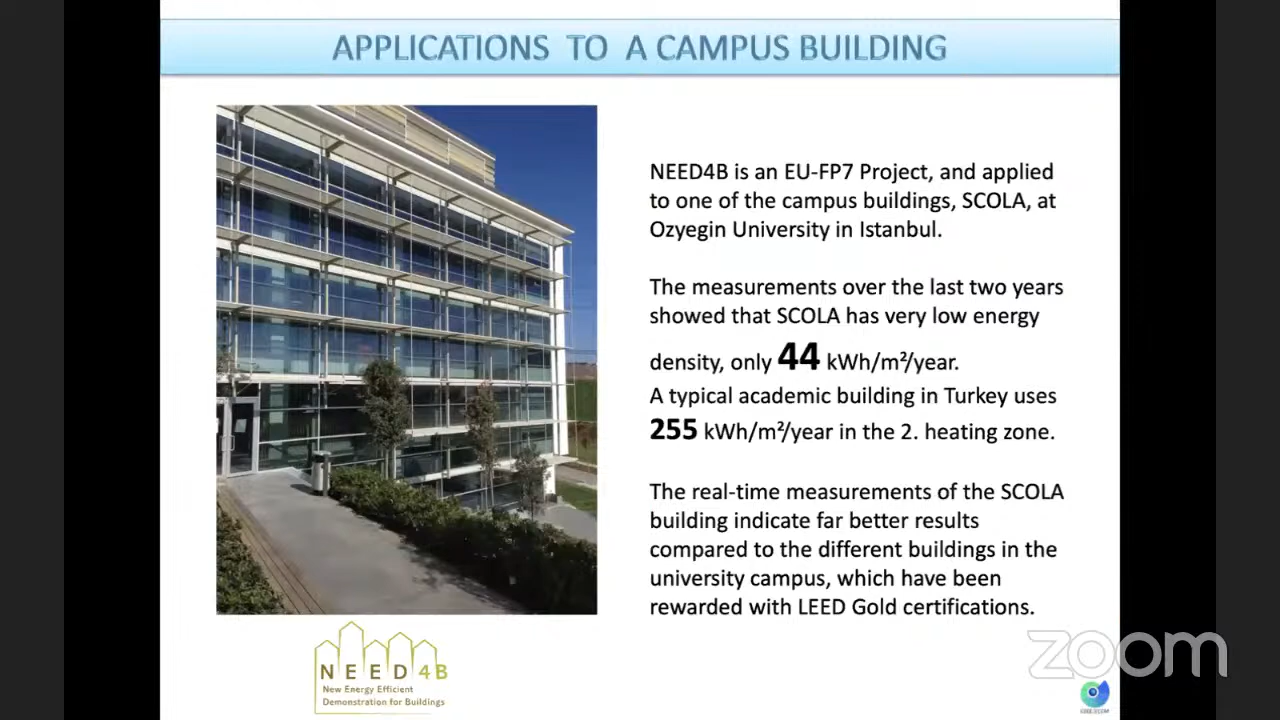 APPLICATIONS TO A CAMPUS BUILDING
NEED4B is an EU-FP7 Project, and applied
to one of the campus buildings, SCOLA, at
Ozyegin University in Istanbul.
The measurements over the last two years
showed that SCOLA has very low energy
density, only 44 kWh/m²/year.
A typical academic building in Turkey uses
255 kWh/m²/year in the 2. heating zone.
The real-time measurements of the SCOLA
building indicate far better results
compared to the different buildings in the
university campus, which have been
rewarded with LEED Gold certifications.
NEED4B
New Energy Efficient
Demonstration for Buildings
zoom